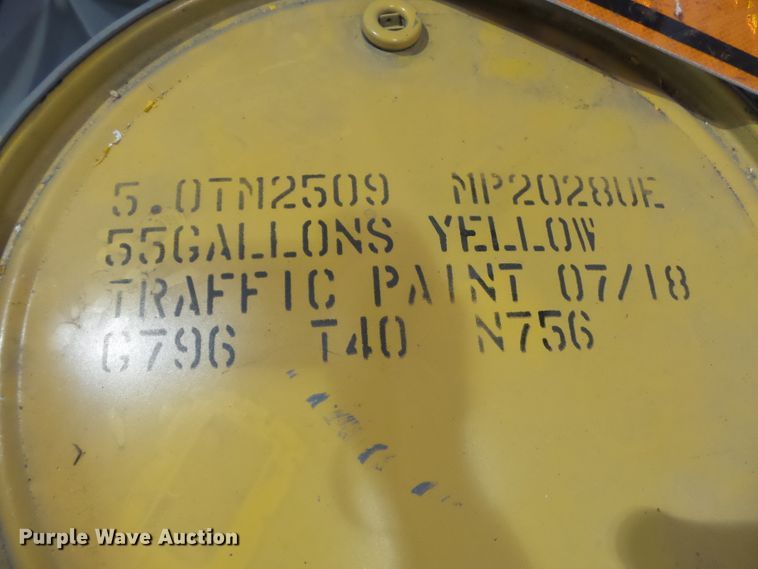 5.0TM2509 MP2028UE
55GALLONS YELLOW
TRAFFIC PAINT 07/18
G796 T40 N756
Purple Wave Auction